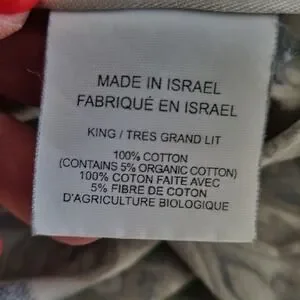 MADE IN ISRAEL
FABRIQUÉ EN ISRAEL
KING / TRES GRAND LIT
100% COTTON
(CONTAINS 5% ORGANIC COTTON)
100% COTTON FAITE AVEC
5% FIBRE DE COTON
D'AGRICULTURE BIOLOGIQUE